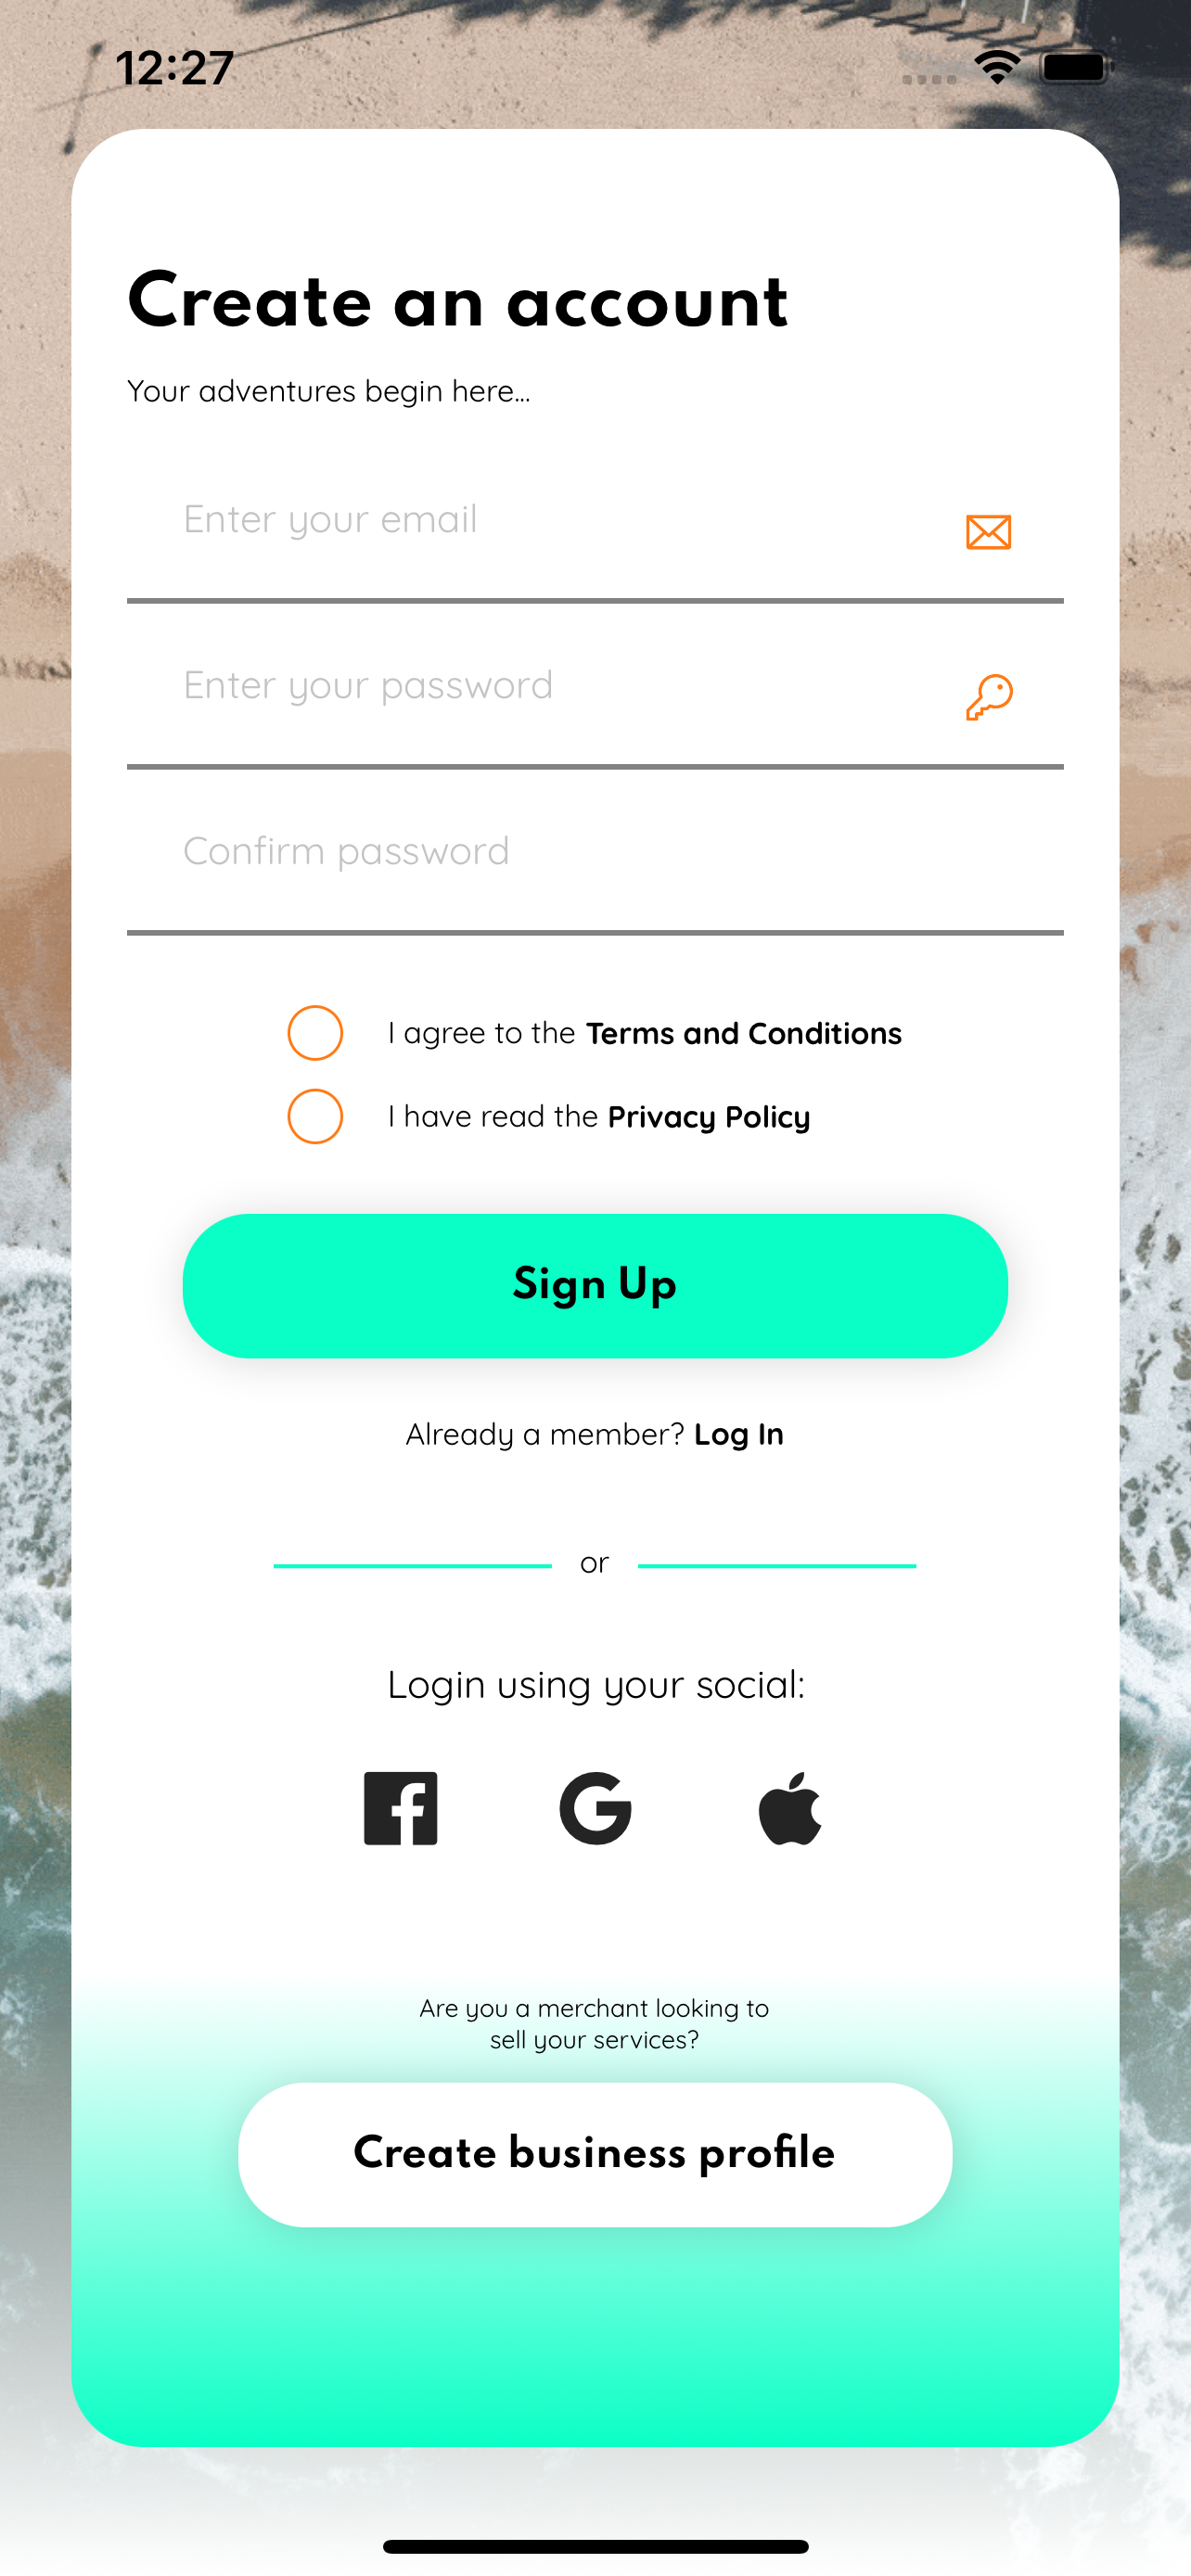 12:27
Create an account
Your adventures begin here...
Enter your email
Enter your password
Confirm password
I agree to the Terms and Conditions
I have read the Privacy Policy
Sign Up
Already a member? Log In
or
Login using your social:
Are you a merchant looking to
sell your services?
Create business profile